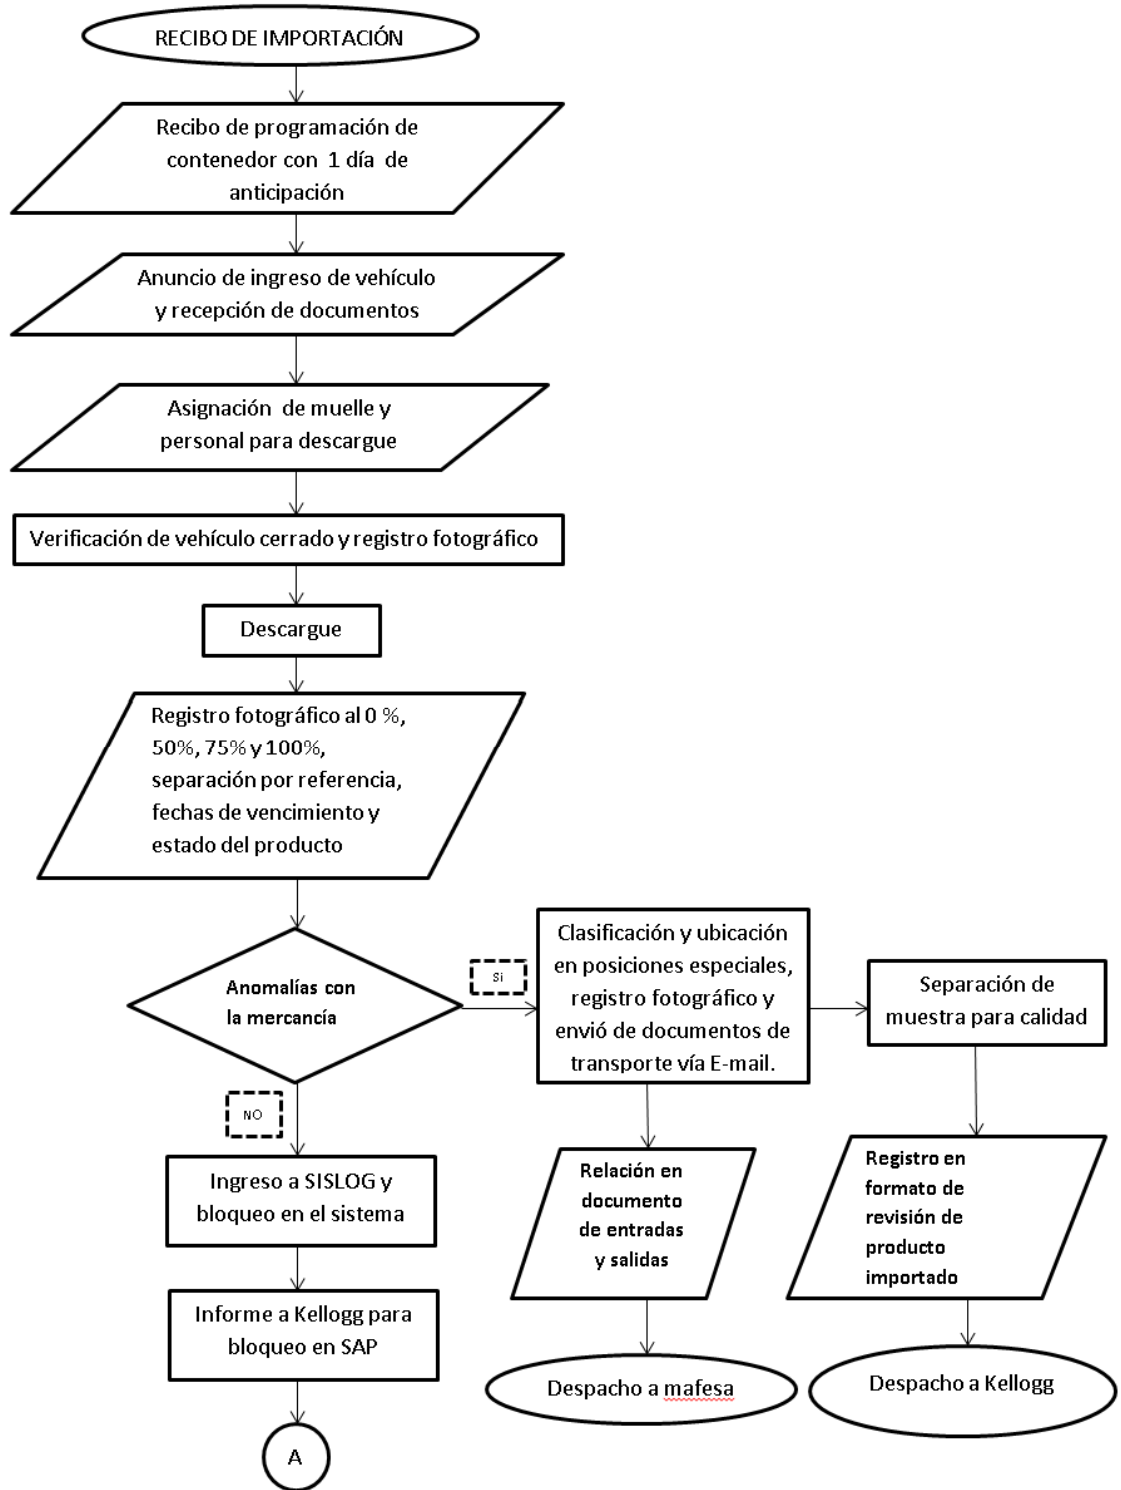 RECIBO DE IMPORTACIÓN
Recibo de programación de
contenedor con 1 día de
anticipación
Anuncio de ingreso de vehículo
y recepción de documentos
Asignación de muelle y
personal para descargue
Verificación de vehículo cerrado y registro fotográfico
Descargue
Registro fotográfico al 0 %,
50%, 75% y 100%,
separación por referencia,
fechas de vencimiento y
estado del producto
Anomalías con
la mercancía
Si
Clasificación y ubicación
en posiciones especiales,
registro fotográfico y
envió de documentos de
transporte vía E-mail.
Separación de
muestra para calidad
NO
Ingreso a SISLOG y
bloqueo en el sistema
Relación en
documento
de entradas
y salidas
Registro en
formato de
revisión de
producto
importado
Informe a Kellogg para
bloqueo en SAP
Despacho a mafesa
Despacho a Kellogg
A